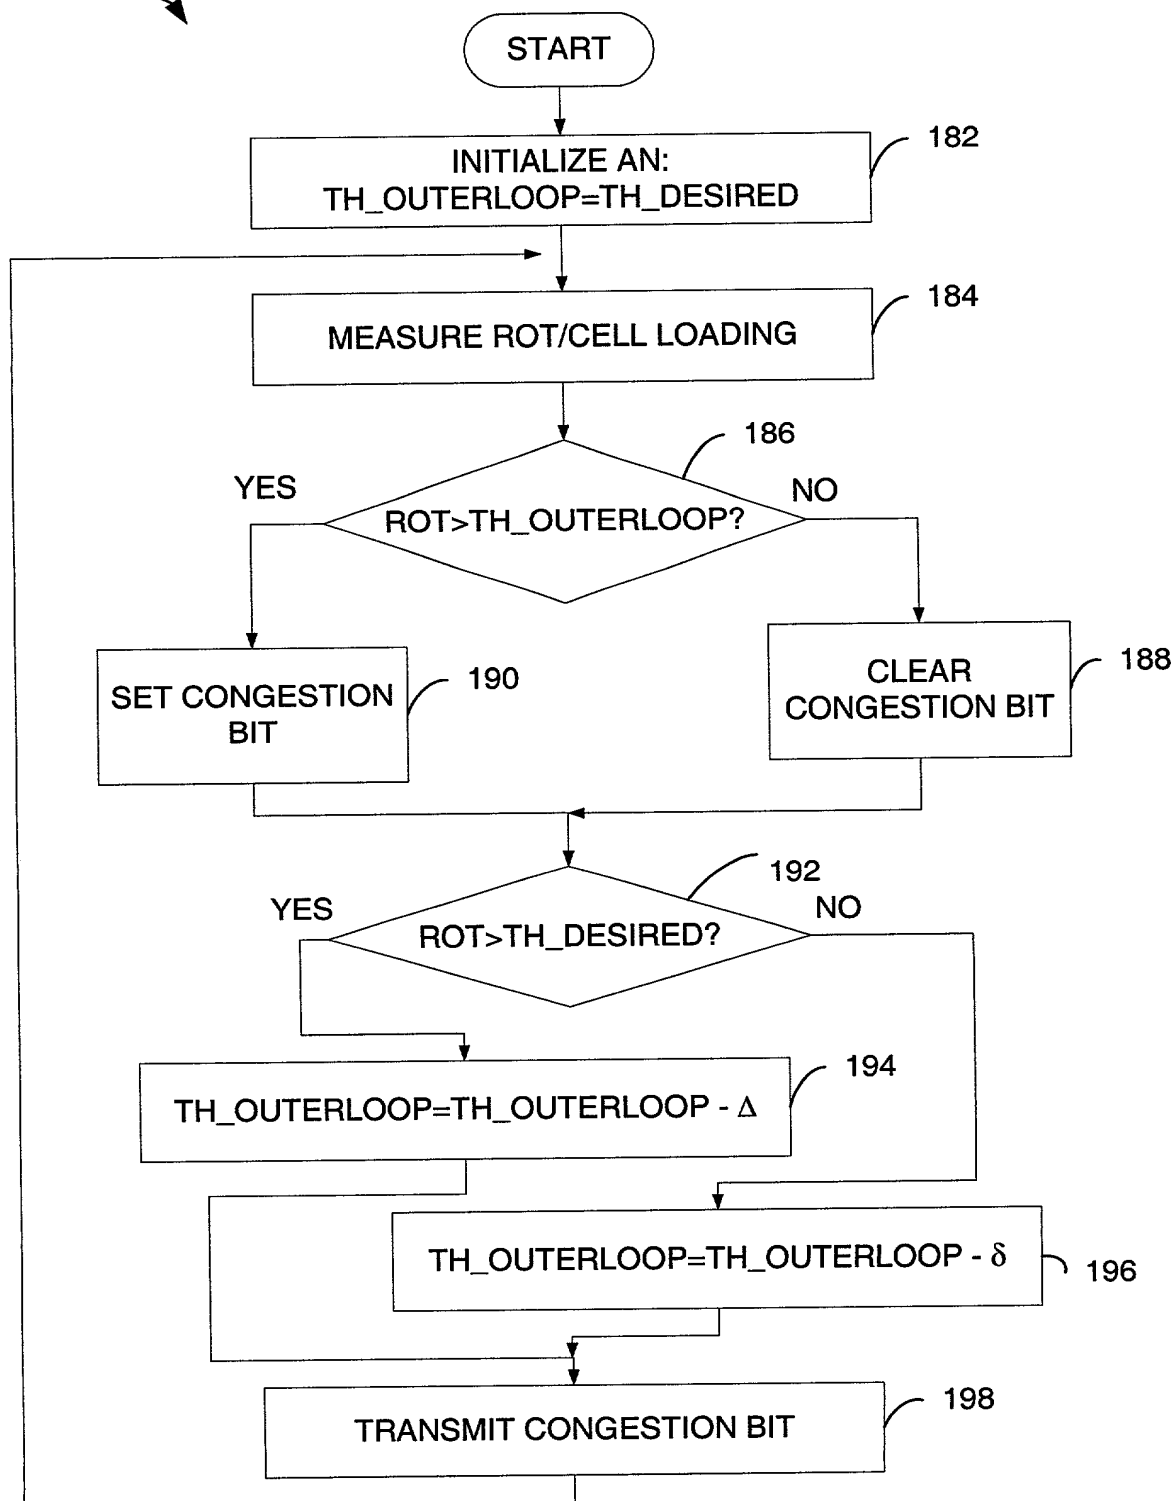 START
INITIALIZE AN:
TH_OUTERLOOP=TH_DESIRED
182
MEASURE ROT/CELL LOADING
184
186
YES
NO
ROT>TH_OUTERLOOP?
SET CONGESTION
BIT
190
CLEAR
CONGESTION BIT
188
192
YES
NO
ROT>TH_DESIRED?
TH_OUTERLOOP=TH_OUTERLOOP - Δ
194
TH_OUTERLOOP=TH_OUTERLOOP - δ
196
TRANSMIT CONGESTION BIT
198